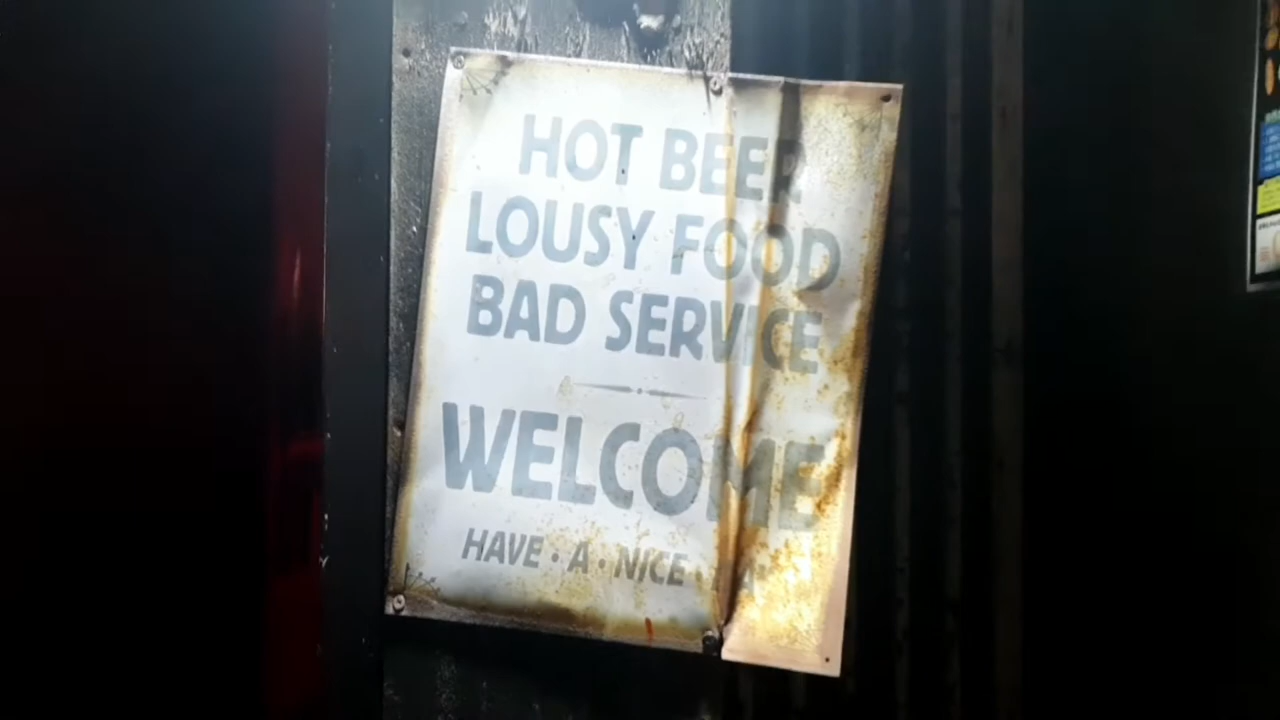 HOT BEER
LOUSY FOOD
BAD SERVICE
WELCOME
HAVE · A · NICE ·